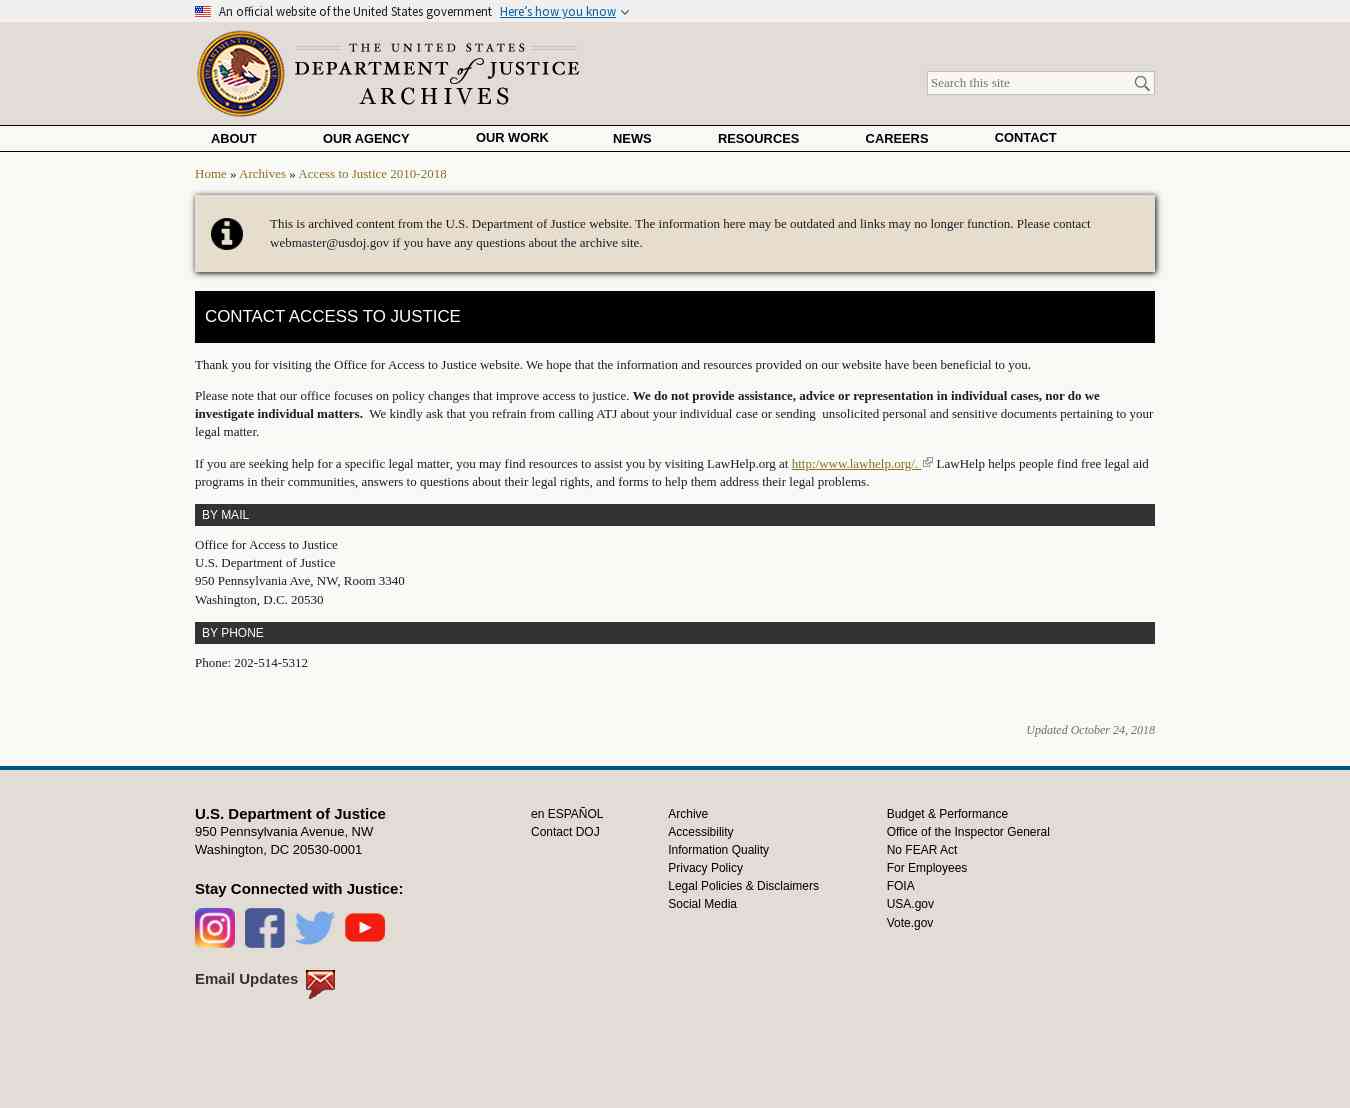 An official website of the United States government Here's how you know
THE UNITED STATES
DEPARTMENT of JUSTICE
ARCHIVES
Search this site
ABOUT OUR AGENCY OUR WORK NEWS RESOURCES CAREERS CONTACT
Home » Archives » Access to Justice 2010-2018
This is archived content from the U.S. Department of Justice website. The information here may be outdated and links may no longer function. Please contact
webmaster@usdoj.gov if you have any questions about the archive site.
CONTACT ACCESS TO JUSTICE
Thank you for visiting the Office for Access to Justice website. We hope that the information and resources provided on our website have been beneficial to you.
Please note that our office focuses on policy changes that improve access to justice. We do not provide assistance, advice or representation in individual cases, nor do we
investigate individual matters. We kindly ask that you refrain from calling ATJ about your individual case or sending unsolicited personal and sensitive documents pertaining to your
legal matter.
If you are seeking help for a specific legal matter, you may find resources to assist you by visiting LawHelp.org at http:/www.lawhelp.org/. LawHelp helps people find free legal aid
programs in their communities, answers to questions about their legal rights, and forms to help them address their legal problems.
BY MAIL
Office for Access to Justice
U.S. Department of Justice
950 Pennsylvania Ave, NW, Room 3340
Washington, D.C. 20530
BY PHONE
Phone: 202-514-5312
Updated October 24, 2018
U.S. Department of Justice
950 Pennsylvania Avenue, NW
Washington, DC 20530-0001
Stay Connected with Justice:
Email Updates
en ESPAÑOL
Contact DOJ
Archive
Accessibility
Information Quality
Privacy Policy
Legal Policies & Disclaimers
Social Media
Budget & Performance
Office of the Inspector General
No FEAR Act
For Employees
FOIA
USA.gov
Vote.gov